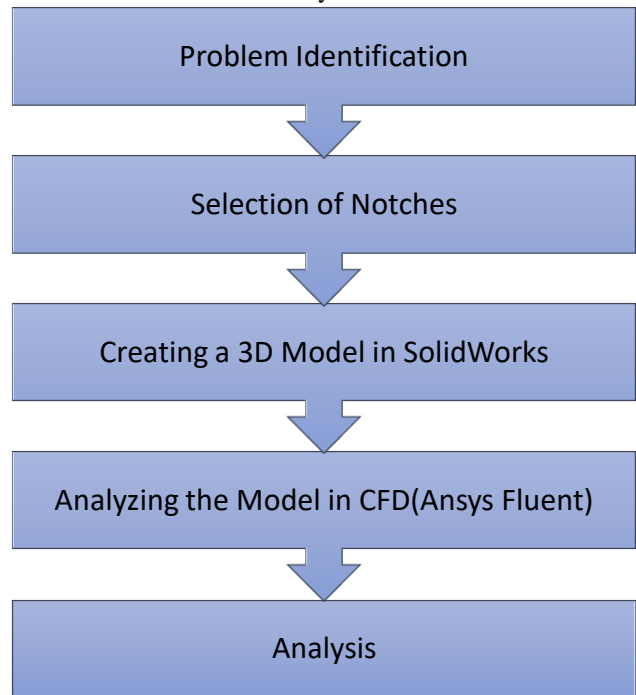 Problem Identification
Selection of Notches
Creating a 3D Model in SolidWorks
Analyzing the Model in CFD(Ansys Fluent)
Analysis